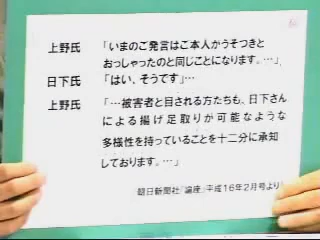 上野氏 「いまのご発言はご本人がうそつきと
おっしゃったのと同じことになります。…」
日下氏 「はい、そうです」…
上野氏 「…被害者と目される方たちも、日下さん
による揚げ足取りが可能なような
多様性を持っていることを十二分に承知
しております。…」
朝日新聞社「論座」平成16年2月号より